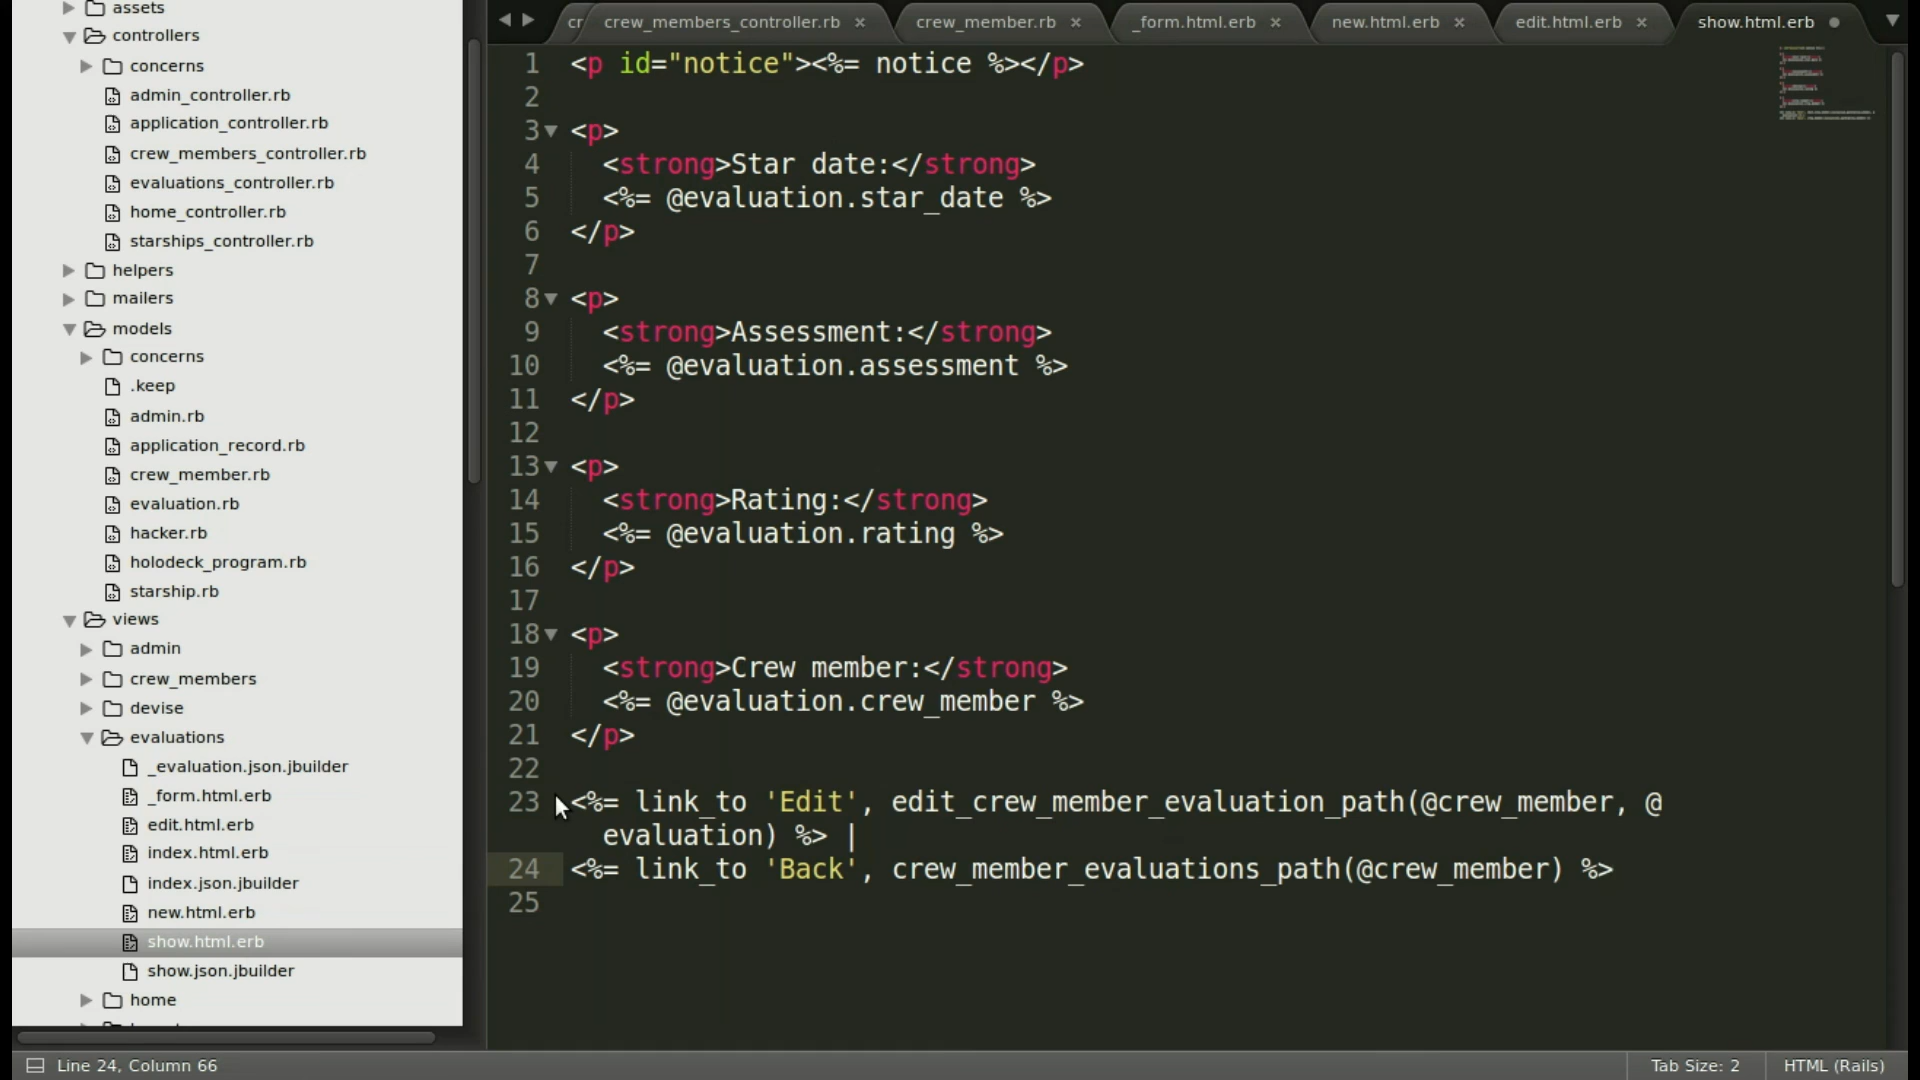 assets
controllers
concerns
admin_controller.rb
application_controller.rb
crew_members_controller.rb
evaluations_controller.rb
home_controller.rb
starships_controller.rb
helpers
mailers
models
concerns
.keep
admin.rb
application_record.rb
crew_member.rb
evaluation.rb
hacker.rb
holodeck_program.rb
starship.rb
views
admin
crew_members
devise
evaluations
_evaluation.json.jbuilder
_form.html.erb
edit.html.erb
index.html.erb
index.json.jbuilder
new.html.erb
show.html.erb
show.json.jbuilder
home
cr crew_members_controller.rb × crew_member.rb × _form.html.erb × new.html.erb × edit.html.erb × show.html.erb
1 <p id="notice"><%= notice %></p>
2
3 <p>
4 <strong>Star date:</strong>
5 <%= @evaluation.star_date %>
6 </p>
7
8 <p>
9 <strong>Assessment:</strong>
10 <%= @evaluation.assessment %>
11 </p>
12
13 <p>
14 <strong>Rating:</strong>
15 <%= @evaluation.rating %>
16 </p>
17
18 <p>
19 <strong>Crew member:</strong>
20 <%= @evaluation.crew_member %>
21 </p>
22
23 <%= link_to 'Edit', edit_crew_member_evaluation_path(@crew_member, @
evaluation) %> |
24 <%= link_to 'Back', crew_member_evaluations_path(@crew_member) %>
25
Line 24, Column 66
Tab Size: 2
HTML (Rails)